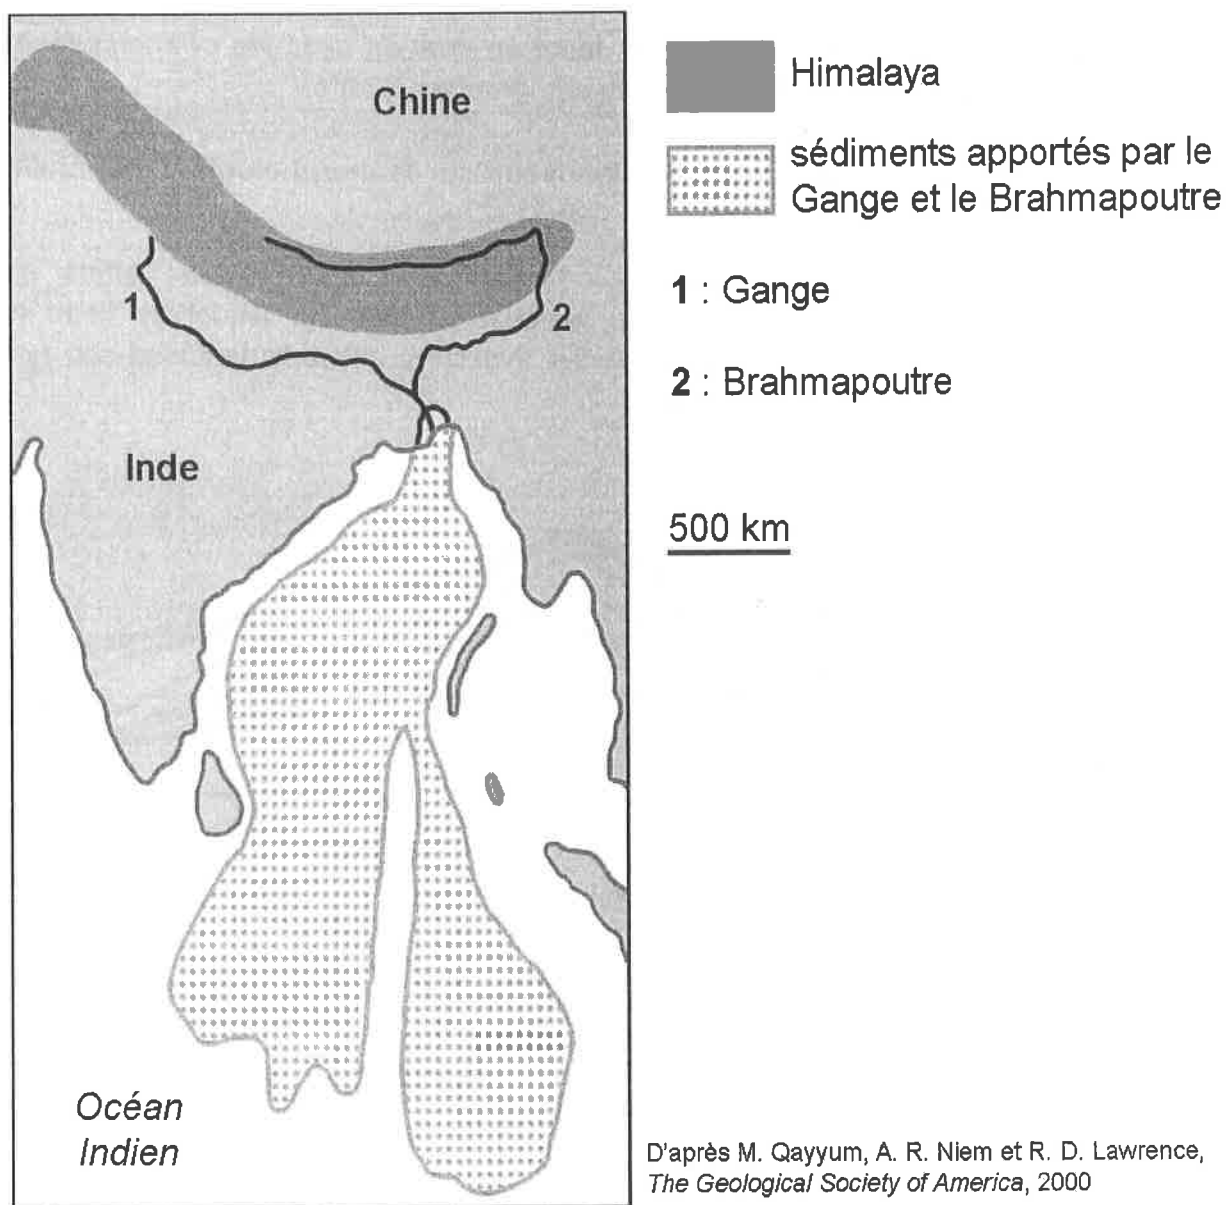 Chine
1
2
Inde
Océan
Indien
Himalaya
sédiments apportés par le
Gange et le Brahmapoutre
1 : Gange
2 : Brahmapoutre
500 km
D'après M. Qayyum, A. R. Niem et R. D. Lawrence,
The Geological Society of America, 2000